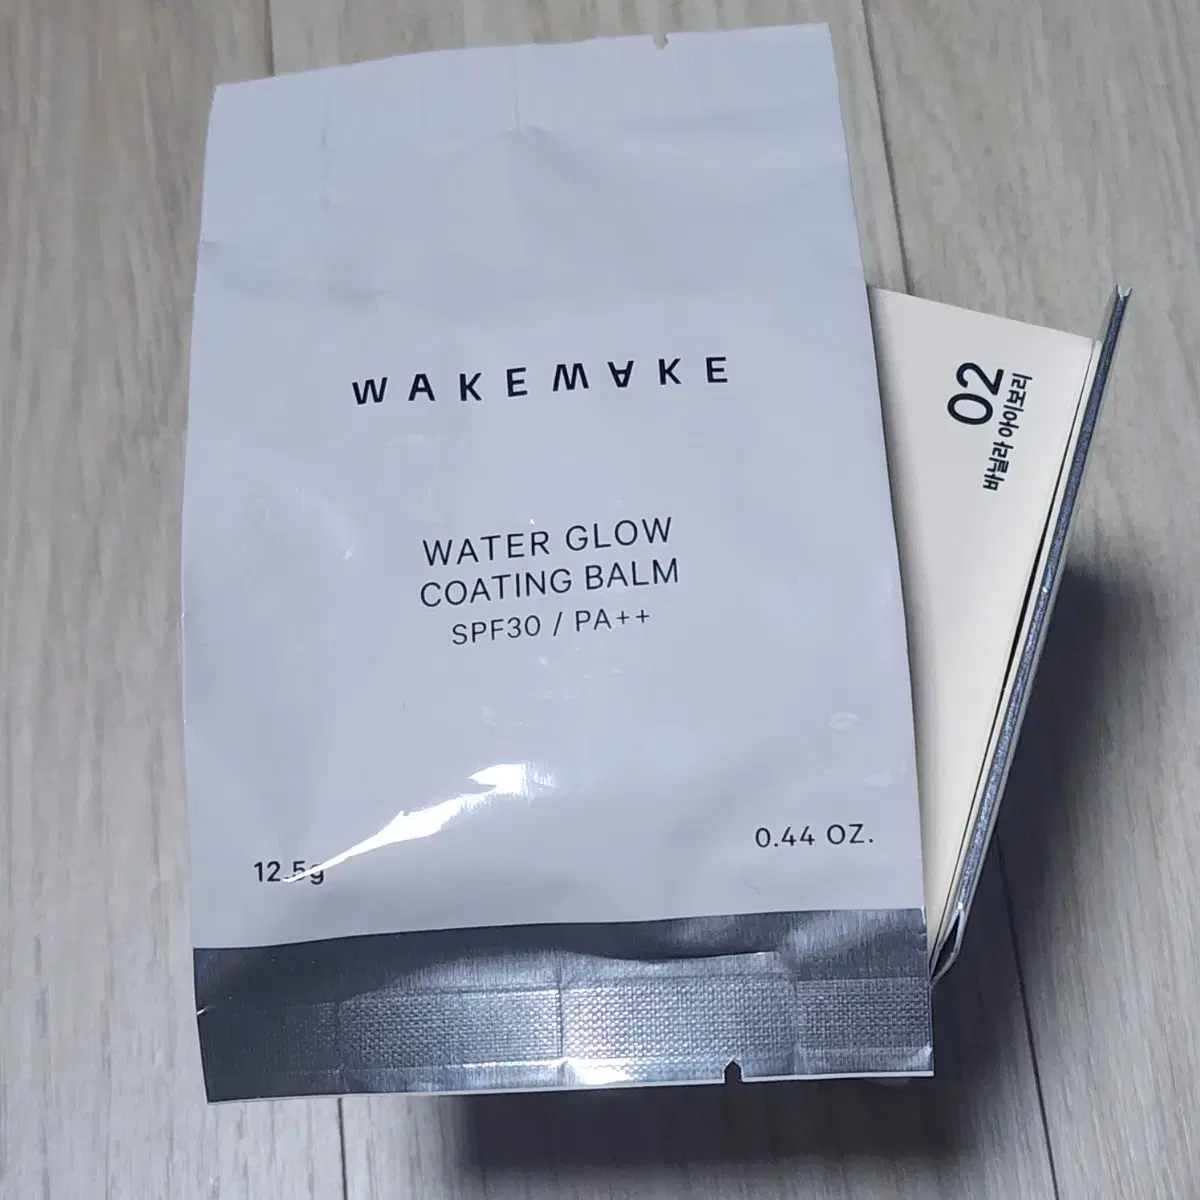 WAKEMAKE
WATER GLOW
COATING BALM
SPF30 / PA++
12.5g
0.44 OZ.
02
바닐라 아이보리